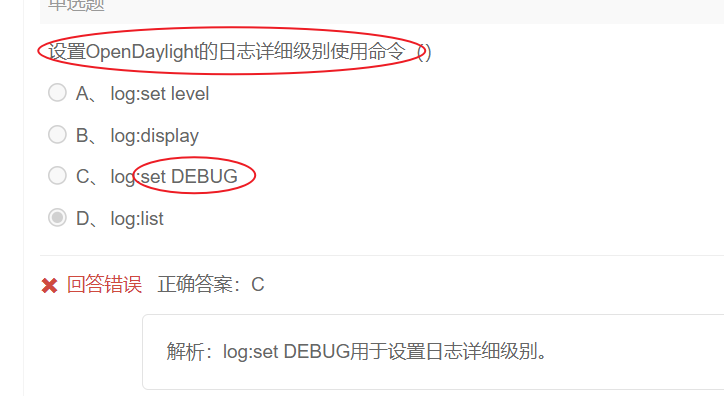 单选题
设置OpenDaylight的日志详细级别使用命令（）
A、 log:set level
B、 log:display
C、 log:set DEBUG
D、 log:list
回答错误 正确答案：C
解析：log:set DEBUG用于设置日志详细级别。